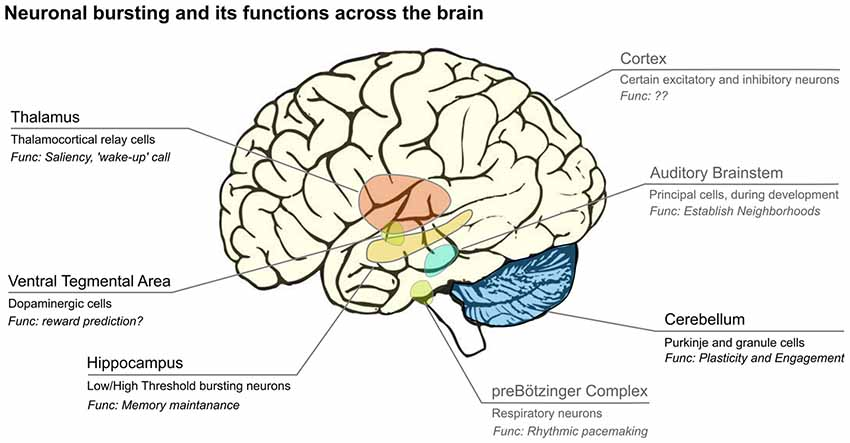 Neuronal bursting and its functions across the brain
Cortex
Certain excitatory and inhibitory neurons
Func: ??
Thalamus
Thalamocortical relay cells
Func: Saliency, 'wake-up' call
Auditory Brainstem
Principal cells, during development
Func: Establish Neighborhoods
Ventral Tegmental Area
Dopaminergic cells
Func: reward prediction?
Cerebellum
Purkinje and granule cells
Func: Plasticity and Engagement
Hippocampus
Low/High Threshold bursting neurons
Func: Memory maintanance
preBötzinger Complex
Respiratory neurons
Func: Rhythmic pacemaking